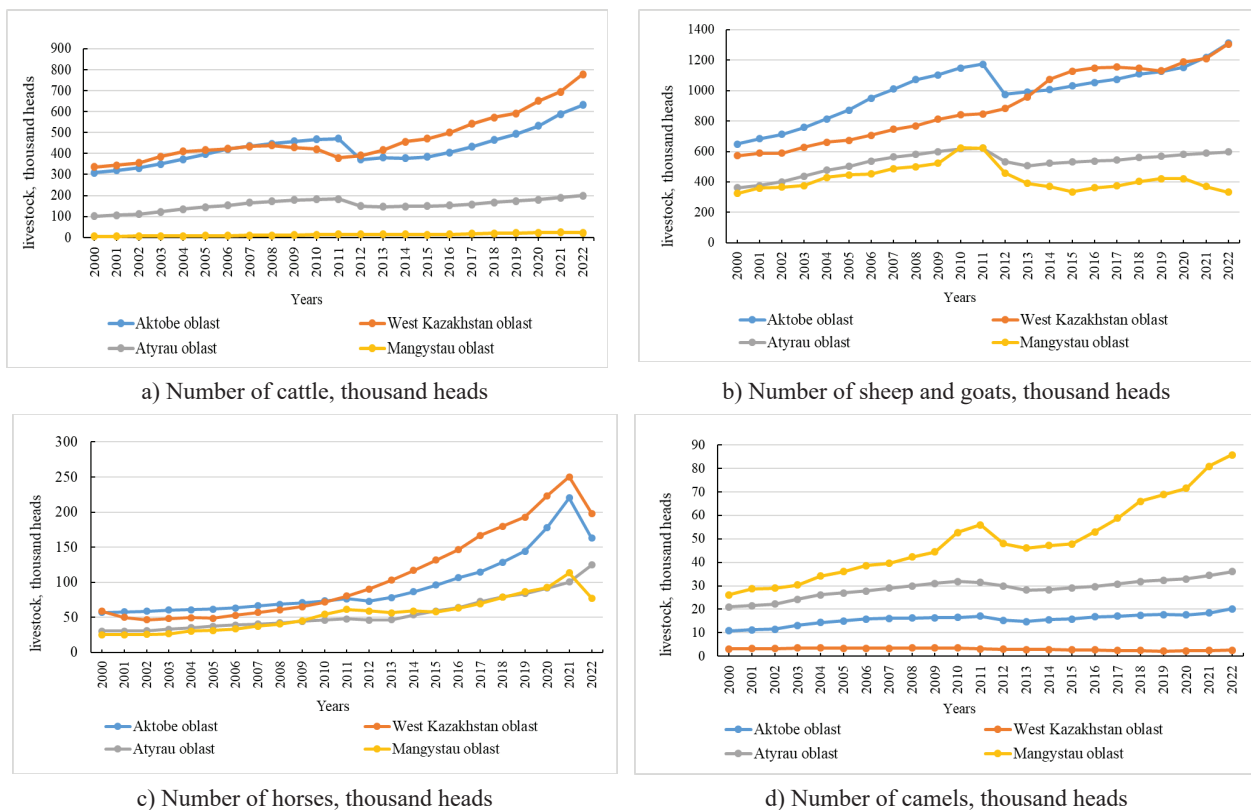 livestock, thousand heads
900
800
700
600
500
400
300
200
100
0
2000 2001 2002 2003 2004 2005 2006 2007 2008 2009 2010 2011 2012 2013 2014 2015 2016 2017 2018 2019 2020 2021 2022
Years
Aktobe oblast West Kazakhstan oblast
Atyrau oblast Mangystau oblast
a) Number of cattle, thousand heads
livestock, thousand heads
1400
1200
1000
800
600
400
200
0
2000 2001 2002 2003 2004 2005 2006 2007 2008 2009 2010 2011 2012 2013 2014 2015 2016 2017 2018 2019 2020 2021 2022
Years
Aktobe oblast West Kazakhstan oblast
Atyrau oblast Mangystau oblast
b) Number of sheep and goats, thousand heads
livestock, thousand heads
300
250
200
150
100
50
0
2000 2001 2002 2003 2004 2005 2006 2007 2008 2009 2010 2011 2012 2013 2014 2015 2016 2017 2018 2019 2020 2021 2022
Years
Aktobe oblast West Kazakhstan oblast
Atyrau oblast Mangystau oblast
c) Number of horses, thousand heads
livestock, thousand heads
90
80
70
60
50
40
30
20
10
0
2000 2001 2002 2003 2004 2005 2006 2007 2008 2009 2010 2011 2012 2013 2014 2015 2016 2017 2018 2019 2020 2021 2022
Years
Aktobe oblast West Kazakhstan oblast
Atyrau oblast Mangystau oblast
d) Number of camels, thousand heads